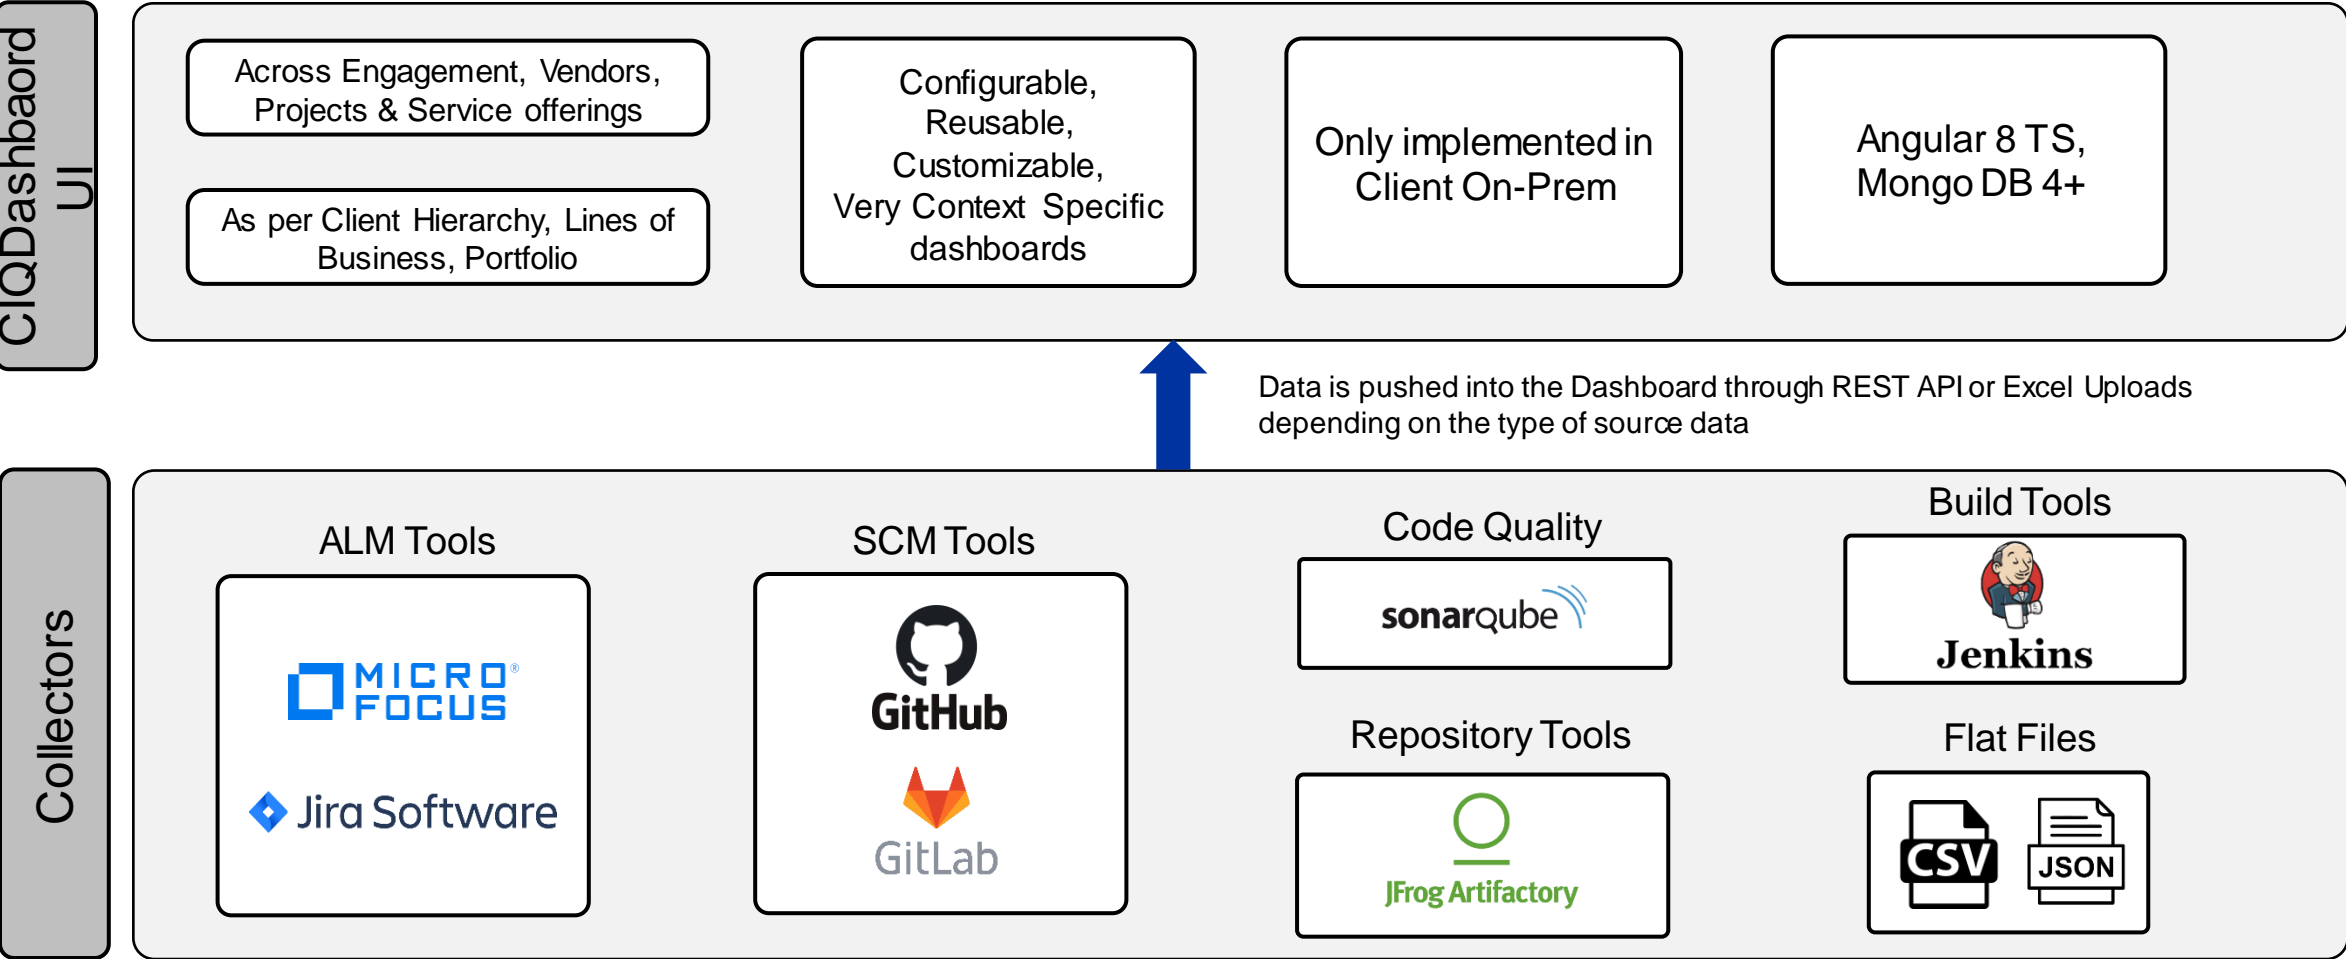 CIQDashbaord
UI
Across Engagement, Vendors,
Projects & Service offerings
As per Client Hierarchy, Lines of
Business, Portfolio
Configurable,
Reusable,
Customizable,
Very Context Specific
dashboards
Only implemented in
Client On-Prem
Angular 8 TS,
Mongo DB 4+
Data is pushed into the Dashboard through REST API or Excel Uploads
depending on the type of source data
Collectors
ALM Tools
MICRO®
FOCUS
Jira Software
SCM Tools
GitHub
GitLab
Code Quality
sonarqube
Repository Tools
JFrog Artifactory
Build Tools
Jenkins
Flat Files
CSV
JSON